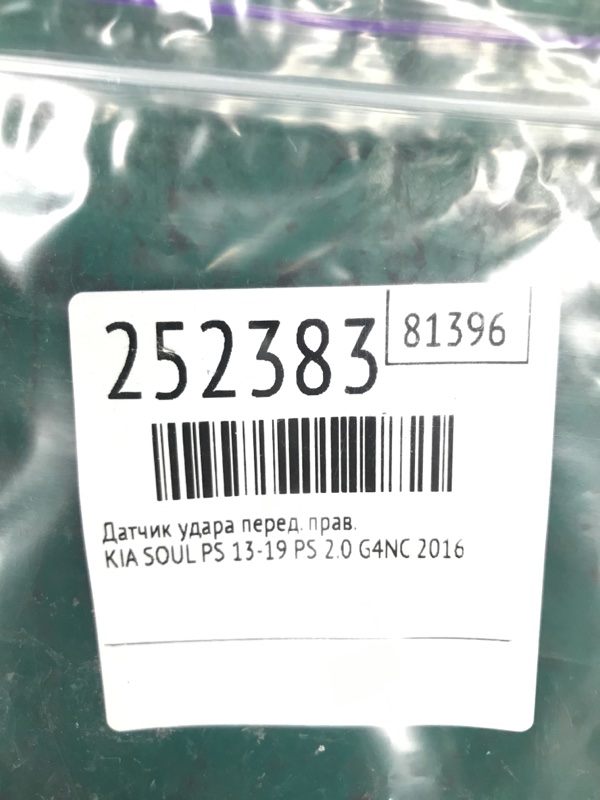 252383
81396
Датчик удара перед. прав.
KIA SOUL PS 13-19 PS 2.0 G4NC 2016